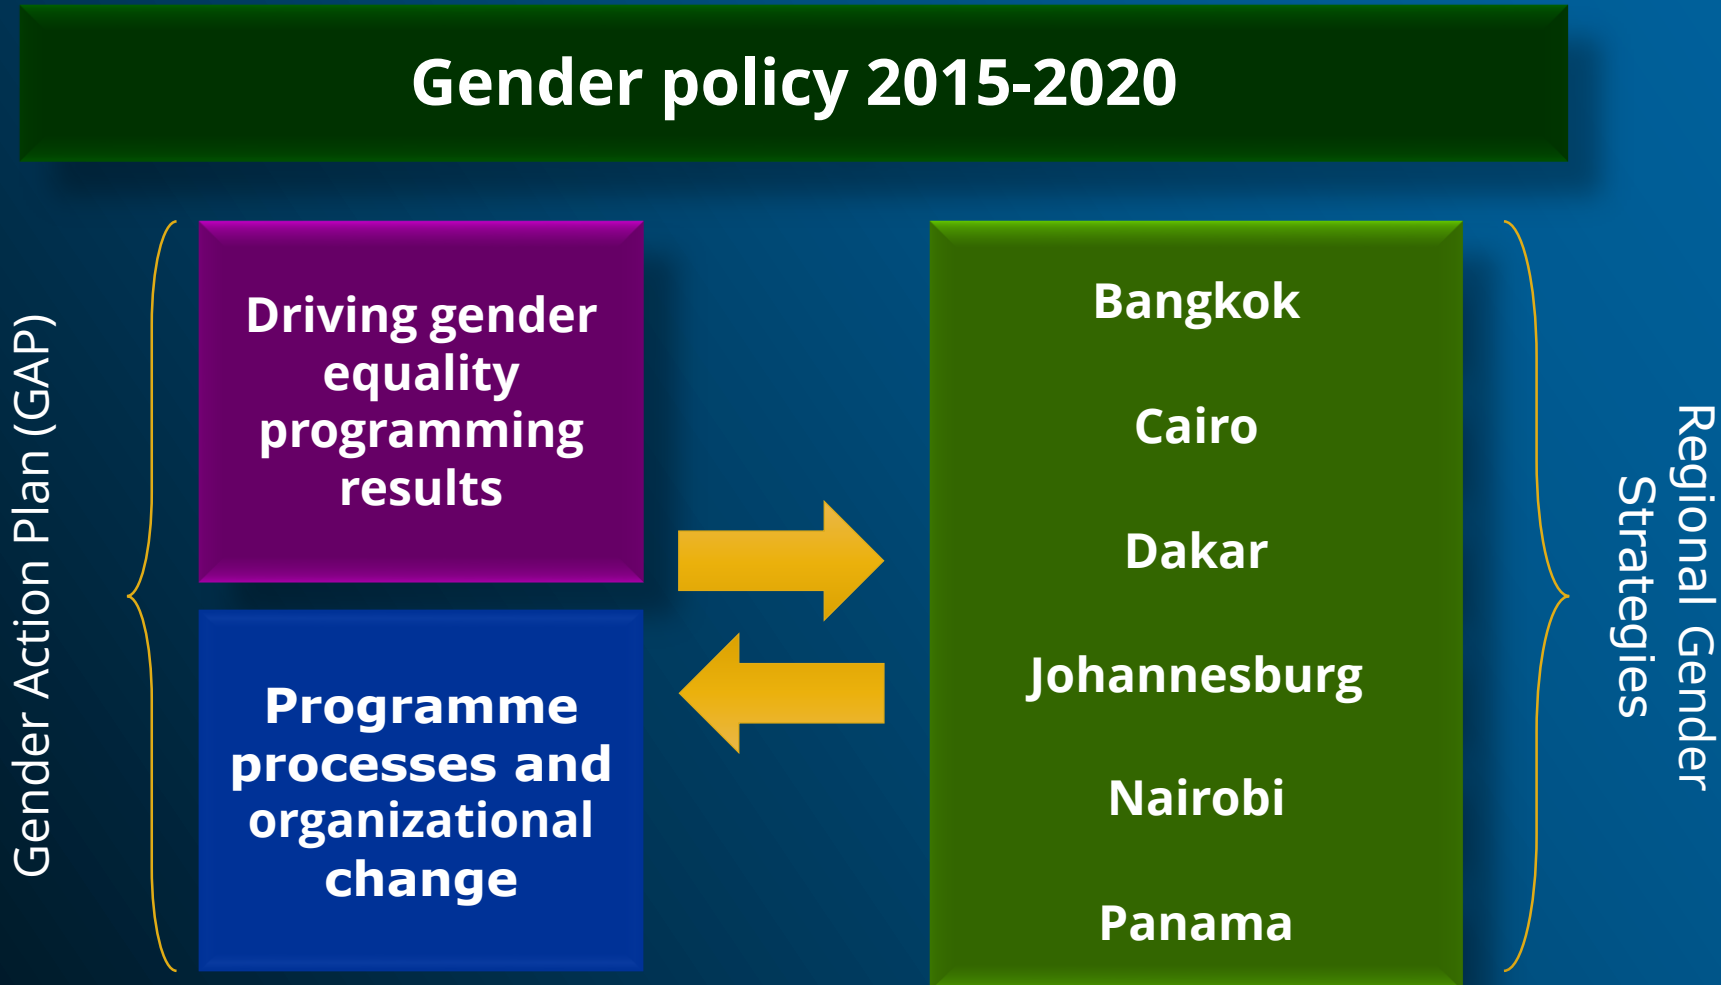 Gender policy 2015-2020
Gender Action Plan (GAP)
Driving gender
equality
programming
results
Programme
processes and
organizational
change
Bangkok
Cairo
Dakar
Johannesburg
Nairobi
Panama
Regional Gender
Strategies